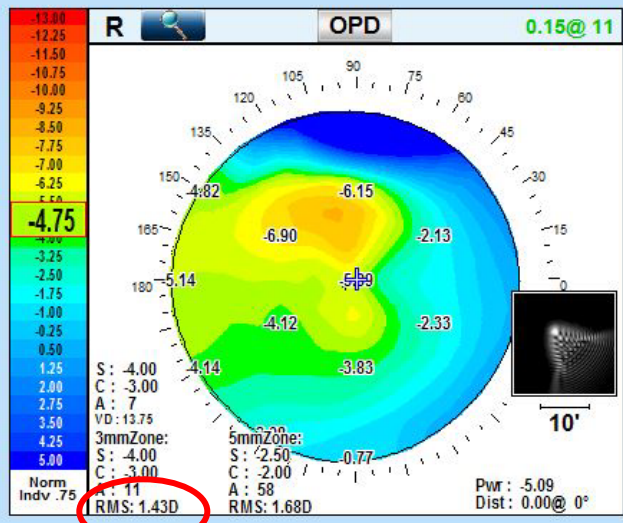 R
OPD
0.15@ 11
-13.00
-12.25
-11.50
-10.75
-10.00
-9.25
-8.50
-7.75
-7.00
-6.25
-4.75
-3.25
-2.50
-1.75
-1.00
-0.25
0.50
1.25
2.00
2.75
3.50
4.25
5.00
Norm
Indv .75
90
105
75
120
60
135
45
150
30
165
15
180
0
-4.82
-6.15
-6.90
-2.13
-5.14
-4.12
-2.33
-4.14
-3.83
-0.77
S : -4.00
C : -3.00
A : 7
VD : 13.75
3mmZone:
S : -4.00
C : -3.00
A : 11
RMS: 1.43D
5mmZone:
S : -2.50
C : -2.00
A : 58
RMS: 1.68D
10'
Pwr : -5.09
Dist : 0.00@ 0°